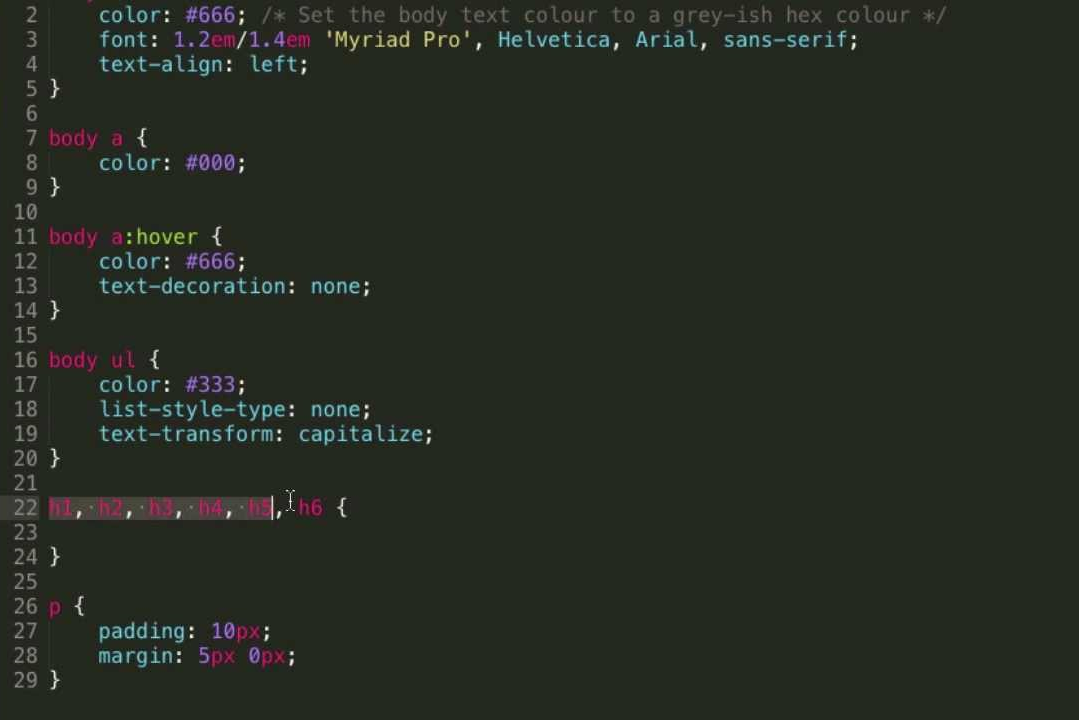 2 color: #666; /* Set the body text colour to a grey-ish hex colour */
3 font: 1.2em/1.4em 'Myriad Pro', Helvetica, Arial, sans-serif;
4 text-align: left;
5 }
6
7 body a {
8 color: #000;
9 }
10
11 body a:hover {
12 color: #666;
13 text-decoration: none;
14 }
15
16 body ul {
17 color: #333;
18 list-style-type: none;
19 text-transform: capitalize;
20 }
21
22 h1, h2, h3, h4, h5, h6 {
23
24 }
25
26 p {
27 padding: 10px;
28 margin: 5px 0px;
29 }